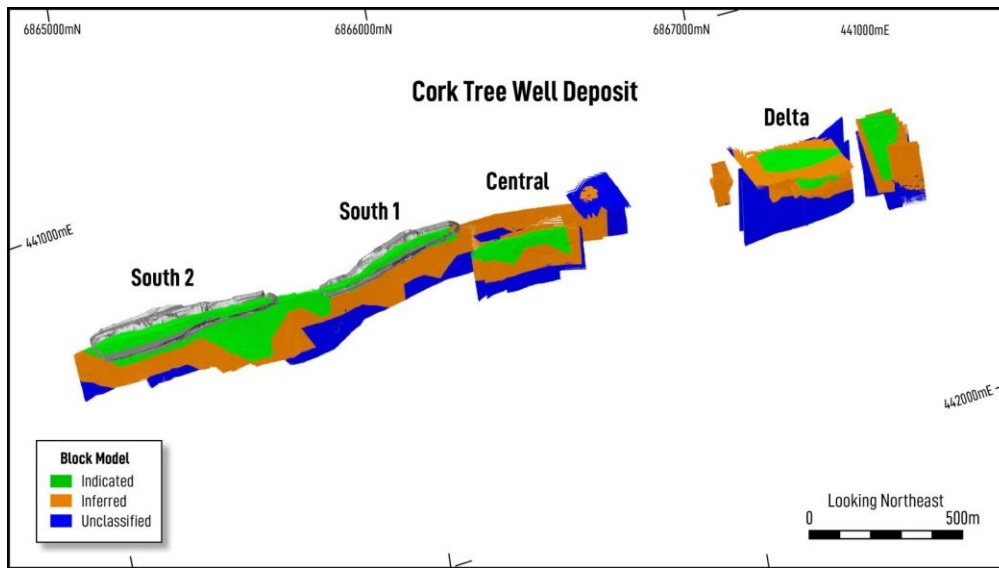 6865000mN
6866000mN
6867000mN
441000mE
Cork Tree Well Deposit
Delta
Central
South 1
441000mE
South 2
442000mE
Block Model
Indicated
Inferred
Unclassified
Looking Northeast
0 500m